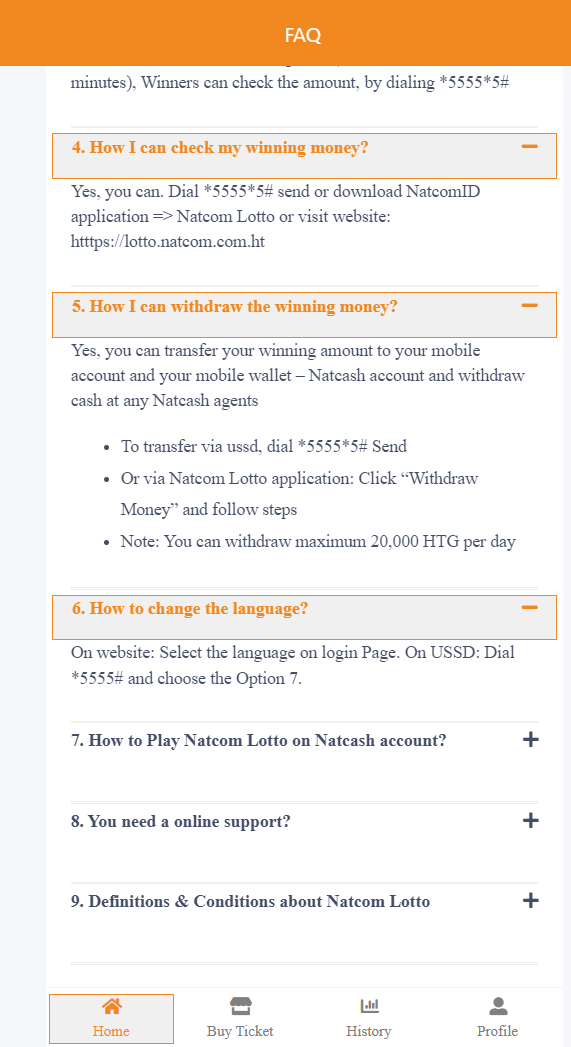 FAQ
minutes), Winners can check the amount, by dialing *5555*5#
4. How I can check my winning money?
Yes, you can. Dial *5555*5# send or download NatcomID
application => Natcom Lotto or visit website:
htttps://lotto.natcom.com.ht
5. How I can withdraw the winning money?
Yes, you can transfer your winning amount to your mobile
account and your mobile wallet – Natcash account and withdraw
cash at any Natcash agents
• To transfer via ussd, dial *5555*5# Send
• Or via Natcom Lotto application: Click “Withdraw
Money” and follow steps
• Note: You can withdraw maximum 20,000 HTG per day
6. How to change the language?
On website: Select the language on login Page. On USSD: Dial
*5555# and choose the Option 7.
7. How to Play Natcom Lotto on Natcash account?
8. You need a online support?
9. Definitions & Conditions about Natcom Lotto
Home
Buy Ticket
History
Profile